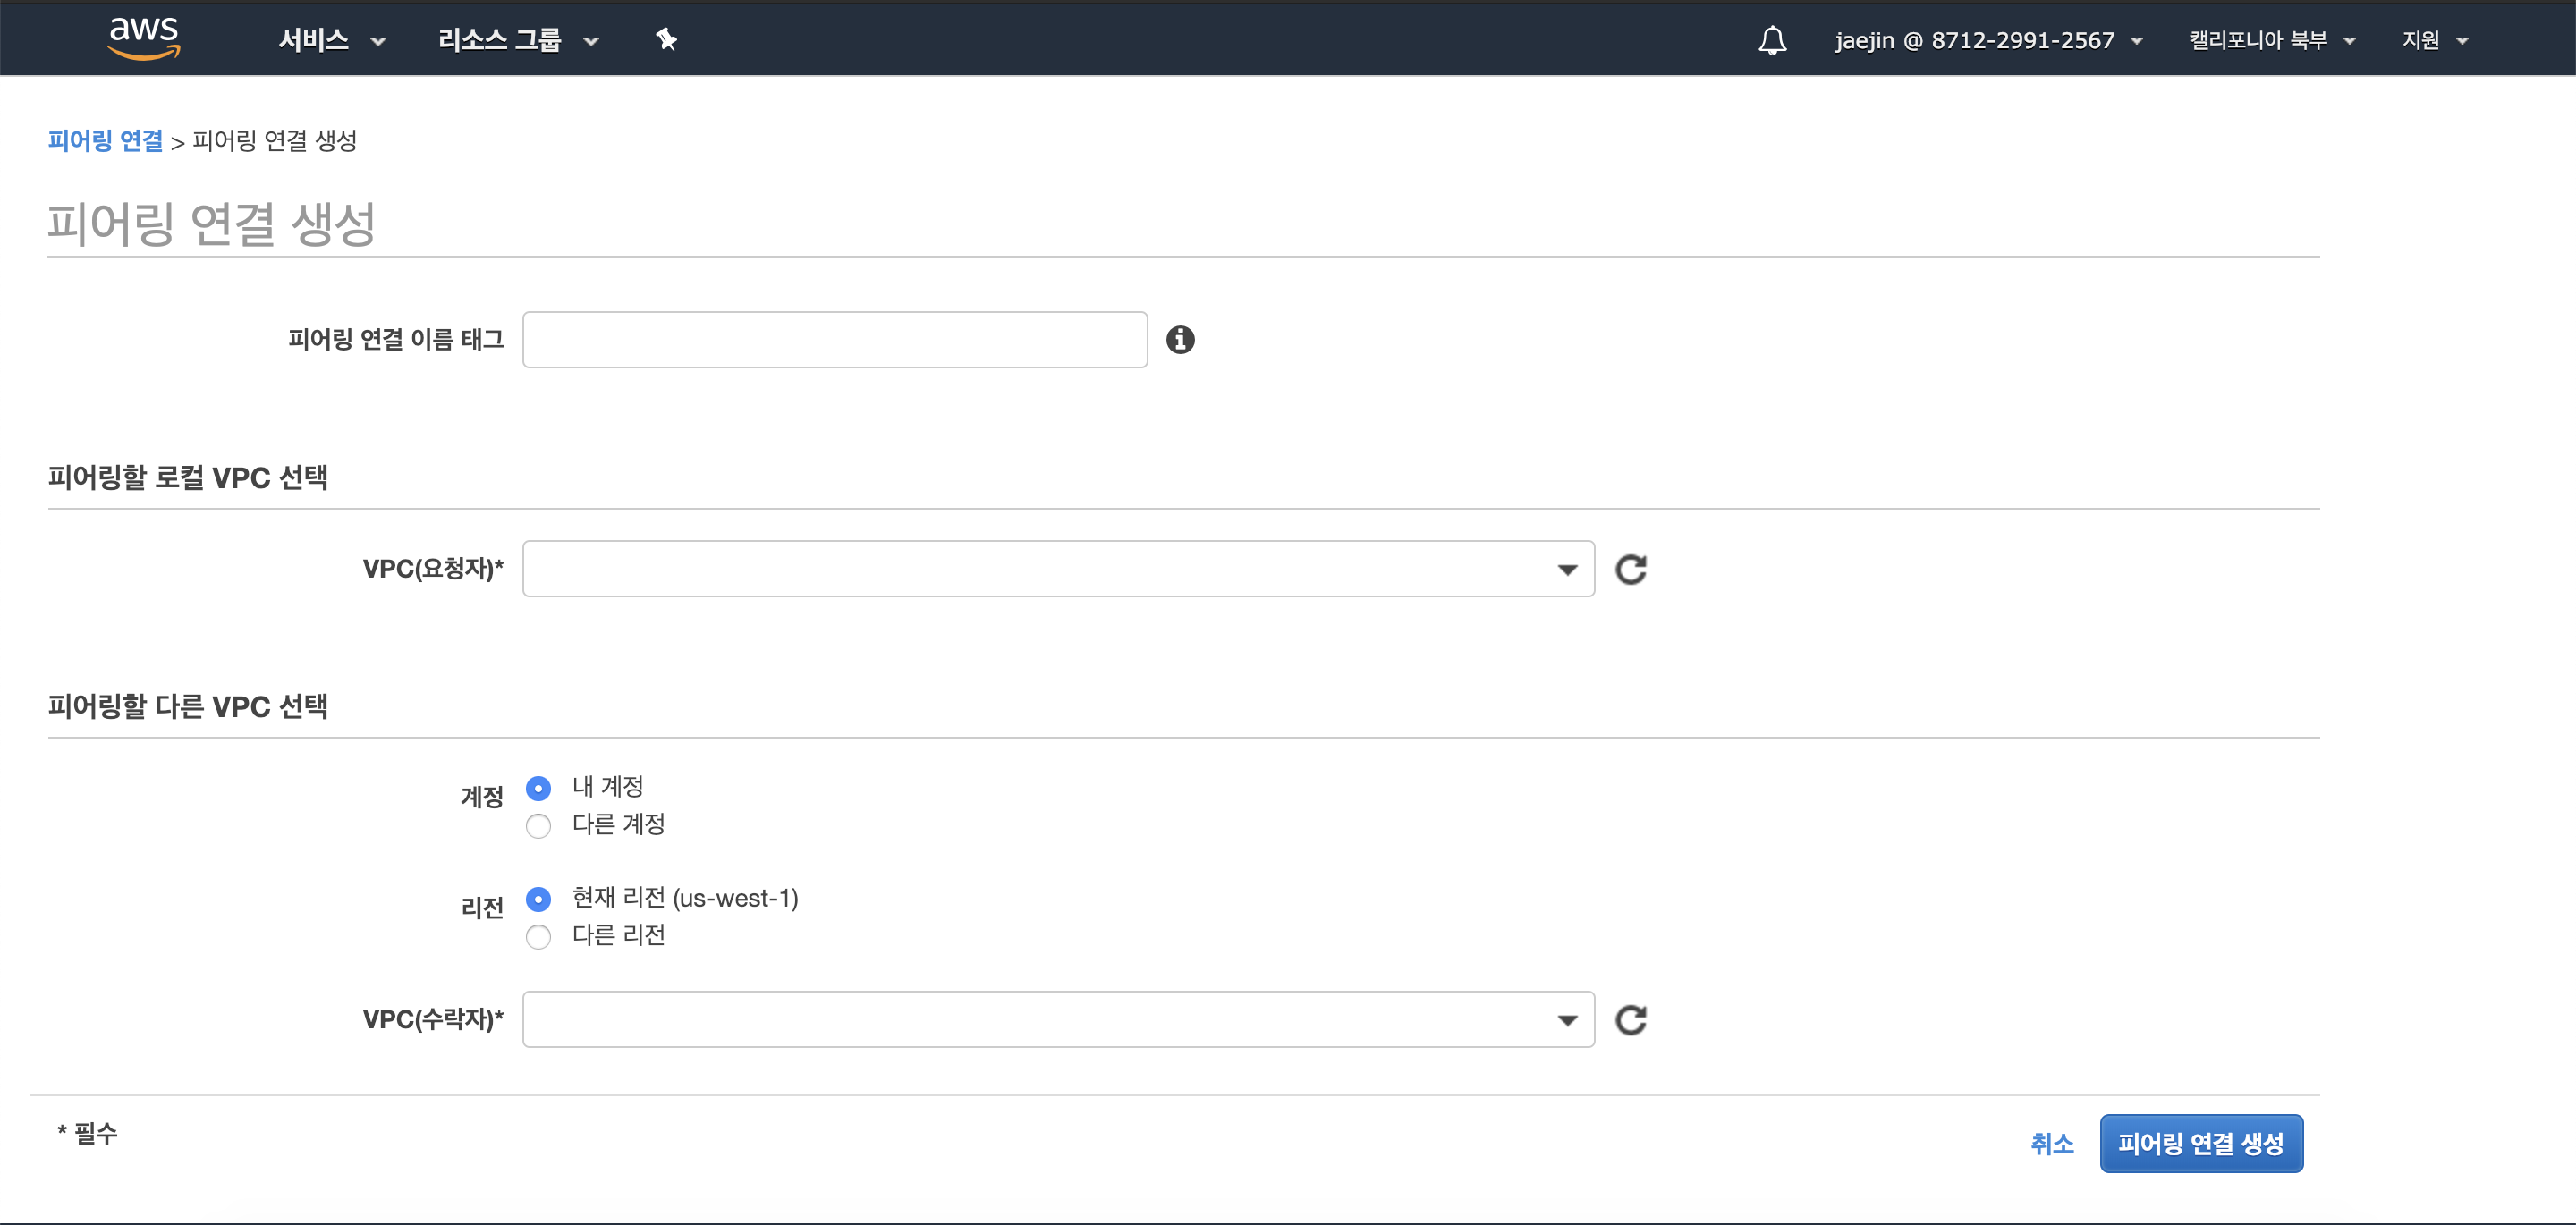 aws 서비스 리소스 그룹 jaejin @ 8712-2991-2567 캘리포니아 북부 지원
피어링 연결 > 피어링 연결 생성
피어링 연결 생성
피어링 연결 이름 태그
피어링할 로컬 VPC 선택
VPC(요청자)*
피어링할 다른 VPC 선택
계정 내 계정
다른 계정
리전 현재 리전 (us-west-1)
다른 리전
VPC(수락자)*
* 필수
취소 피어링 연결 생성